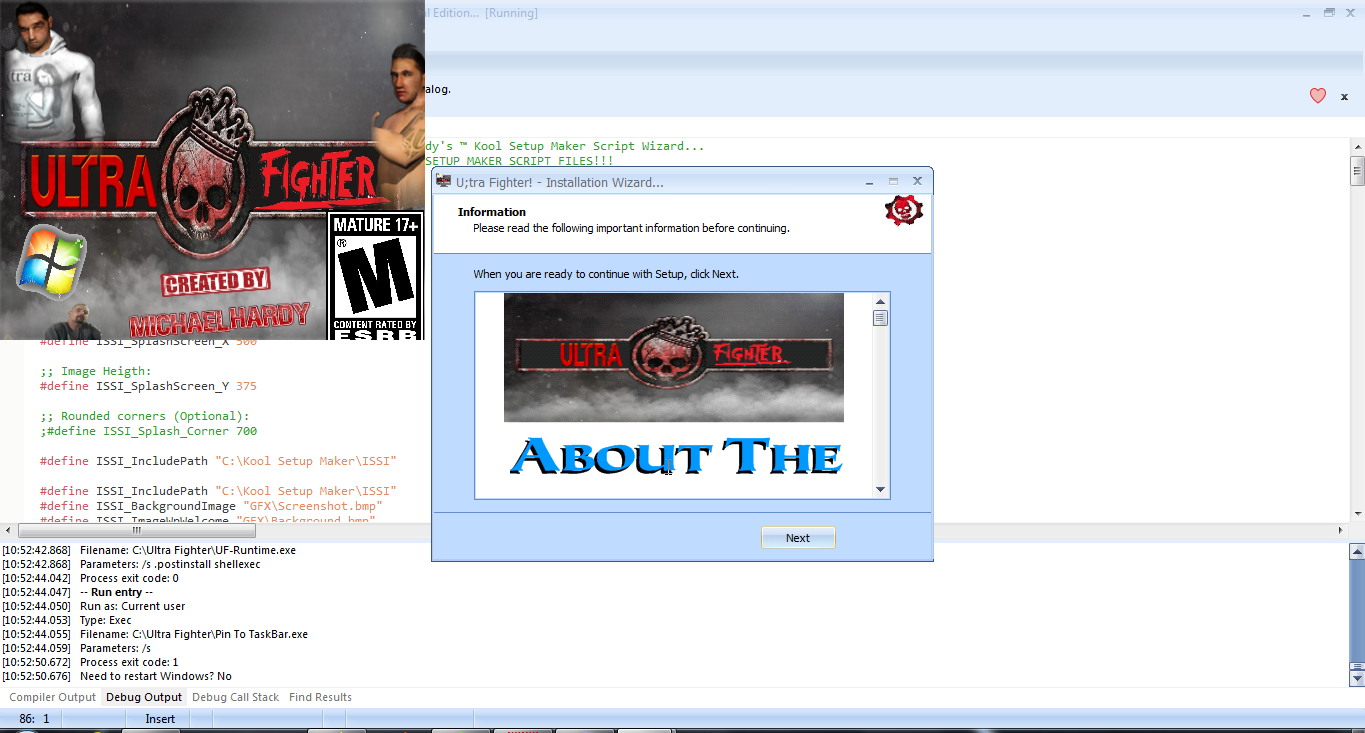 l Edition... [Running]
alog.
x
dy's ™ Kool Setup Maker Script Wizard...
SETUP MAKER SCRIPT FILES!!!
tra
ULTRA FIGHTER
MATURE 17+
®
M
CONTENT RATED BY
ESRB
CREATED BY
MICHAEL HARDY
U;tra Fighter! - Installation Wizard...
Information
Please read the following important information before continuing.
When you are ready to continue with Setup, click Next.
ULTRA FIGHTER
ABOUT THE
Next
#define ISSI_SplashScreen_X 500
;; Image Heigth:
#define ISSI_SplashScreen_Y 375
;; Rounded corners (Optional):
;#define ISSI_Splash_Corner 700
#define ISSI_IncludePath "C:\Kool Setup Maker\ISSI"
#define ISSI_IncludePath "C:\Kool Setup Maker\ISSI"
#define ISSI_BackgroundImage "GFX\Screenshot.bmp"
#define ISSI_ImageWpWelcome "GFX\Background.bmp"
[10:52:42.868] Filename: C:\Ultra Fighter\UF-Runtime.exe
[10:52:42.868] Parameters: /s .postinstall shellexec
[10:52:44.042] Process exit code: 0
[10:52:44.047] -- Run entry --
[10:52:44.050] Run as: Current user
[10:52:44.053] Type: Exec
[10:52:44.055] Filename: C:\Ultra Fighter\Pin To TaskBar.exe
[10:52:44.059] Parameters: /s
[10:52:50.672] Process exit code: 1
[10:52:50.676] Need to restart Windows? No
Compiler Output Debug Output Debug Call Stack Find Results
86: 1 Insert